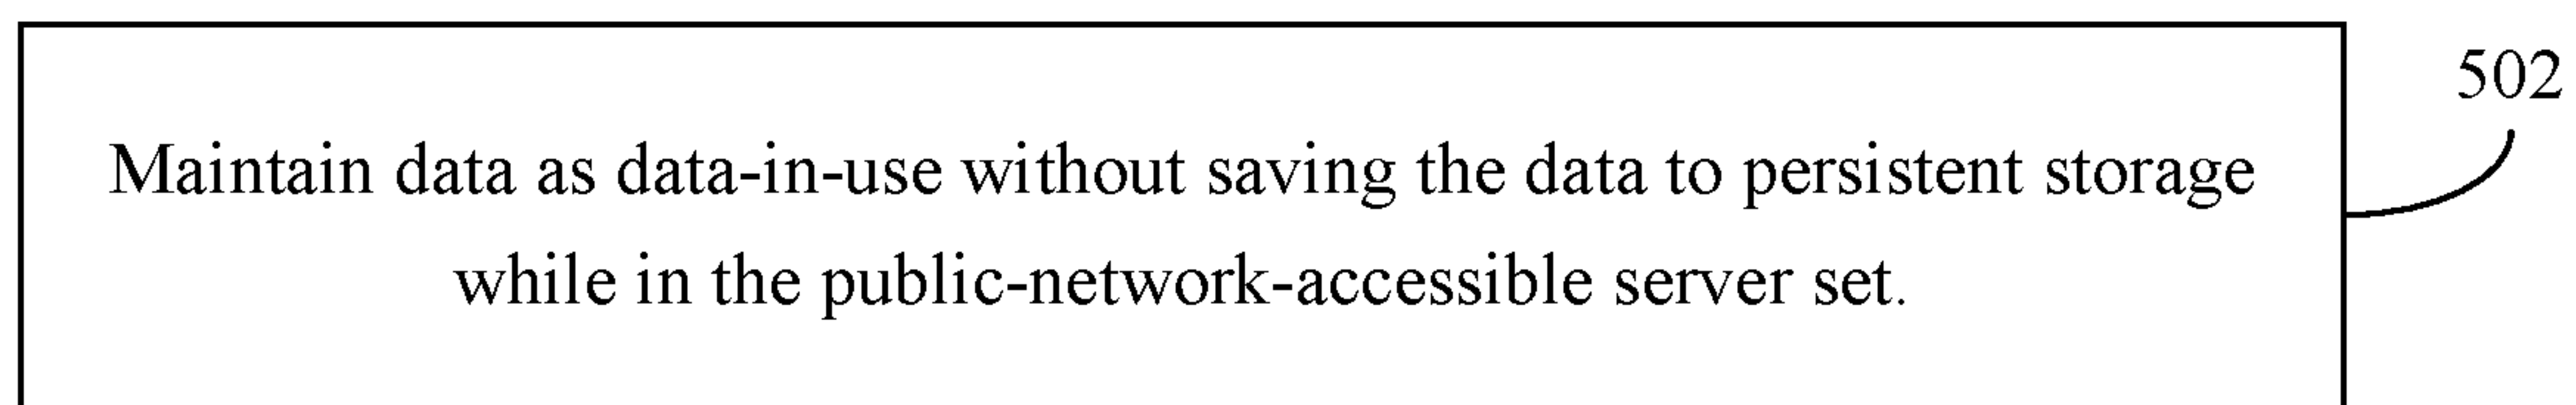 502
Maintain data as data-in-use without saving the data to persistent storage
while in the public-network-accessible server set.